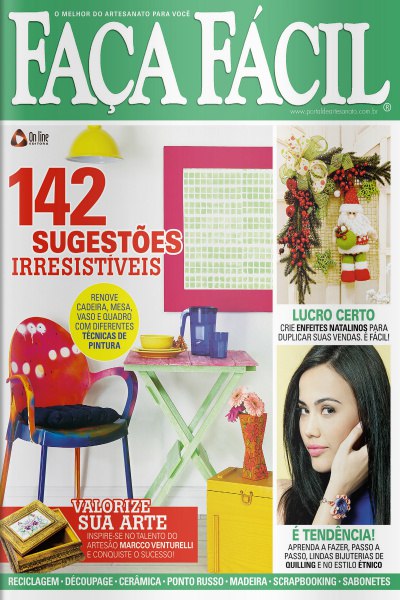 O MELHOR DO ARTESANATO PARA VOCÊ
FAÇA FÁCIL
www.portaldeartesanato.com.br
®
On line
EDITORA
142
SUGESTÕES
IRRESISTÍVEIS
RENOVE
CADEIRA, MESA,
VASO E QUADRO
COM DIFERENTES
TÉCNICAS DE
PINTURA
LUCRO CERTO
CRIE ENFEITES NATALINOS PARA
DUPLICAR SUAS VENDAS. É FÁCIL!
VALORIZE
SUA ARTE
INSPIRE-SE NO TALENTO DO
ARTESÃO MARCCO VENTURELLI
E CONQUISTE O SUCESSO!
É TENDÊNCIA!
APRENDA A FAZER, PASSO A
PASSO, LINDAS BIJUTERIAS DE
QUILLING E NO ESTILO ÉTNICO
RECICLAGEM • DÉCOUPAGE • CERÂMICA • PONTO RUSSO • MADEIRA • SCRAPBOOKING • SABONETES